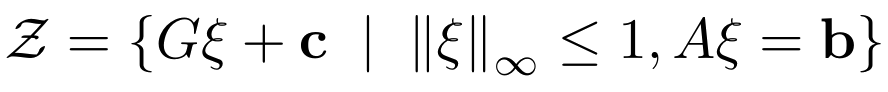 𝒵 = {Gξ + 𝐜 | ‖ξ‖∞ ≤ 1, Aξ = 𝐛}